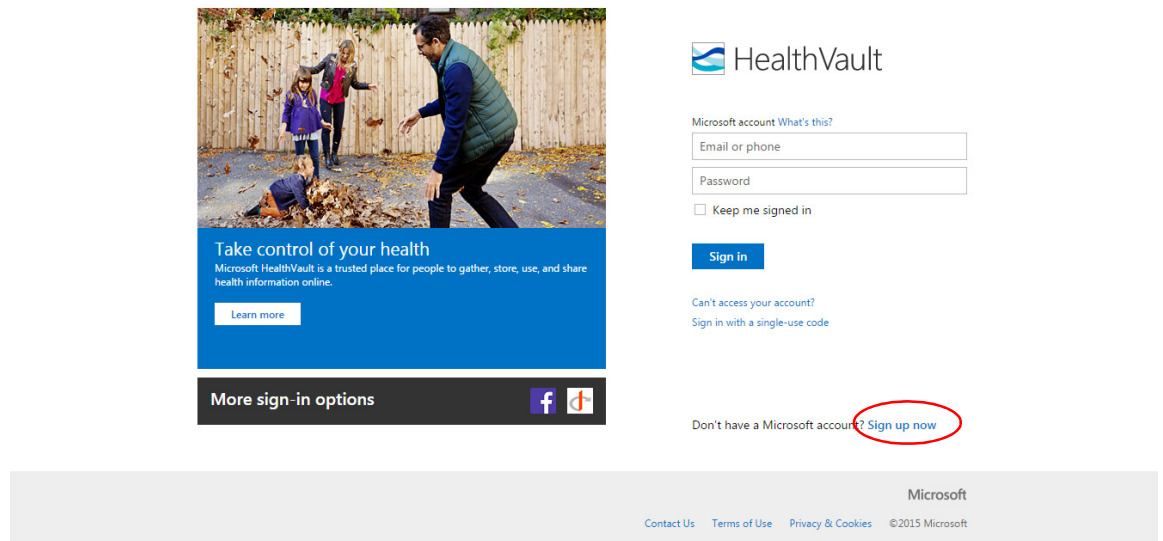 HealthVault
Microsoft account What's this?
Email or phone
Password
Keep me signed in
Sign in
Can't access your account?
Sign in with a single-use code
Don't have a Microsoft account? Sign up now
Take control of your health
Microsoft HealthVault is a trusted place for people to gather, store, use, and share
health information online.
Learn more
More sign-in options
Microsoft
Contact Us Terms of Use Privacy & Cookies ©2015 Microsoft